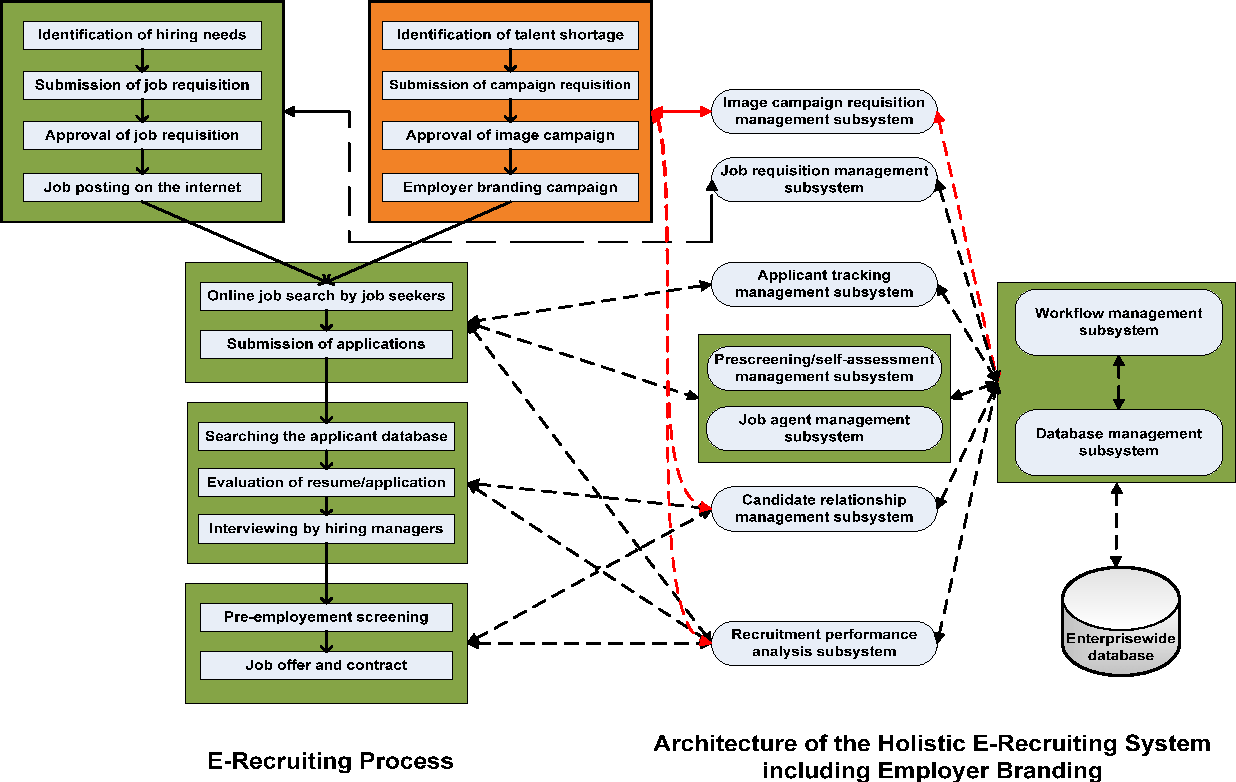 Identification of hiring needs
Submission of job requisition
Approval of job requisition
Job posting on the internet
Identification of talent shortage
Submission of campaign requisition
Approval of image campaign
Employer branding campaign
Online job search by job seekers
Submission of applications
Searching the applicant database
Evaluation of resume/application
Interviewing by hiring managers
Pre-employement screening
Job offer and contract
Image campaign requisition
management subsystem
Job requisition management
subsystem
Applicant tracking
management subsystem
Prescreening/self-assessment
management subsystem
Job agent management
subsystem
Candidate relationship
management subsystem
Recruitment performance
analysis subsystem
Workflow management
subsystem
Database management
subsystem
Enterprisewide
database
E-Recruiting Process
Architecture of the Holistic E-Recruiting System
including Employer Branding